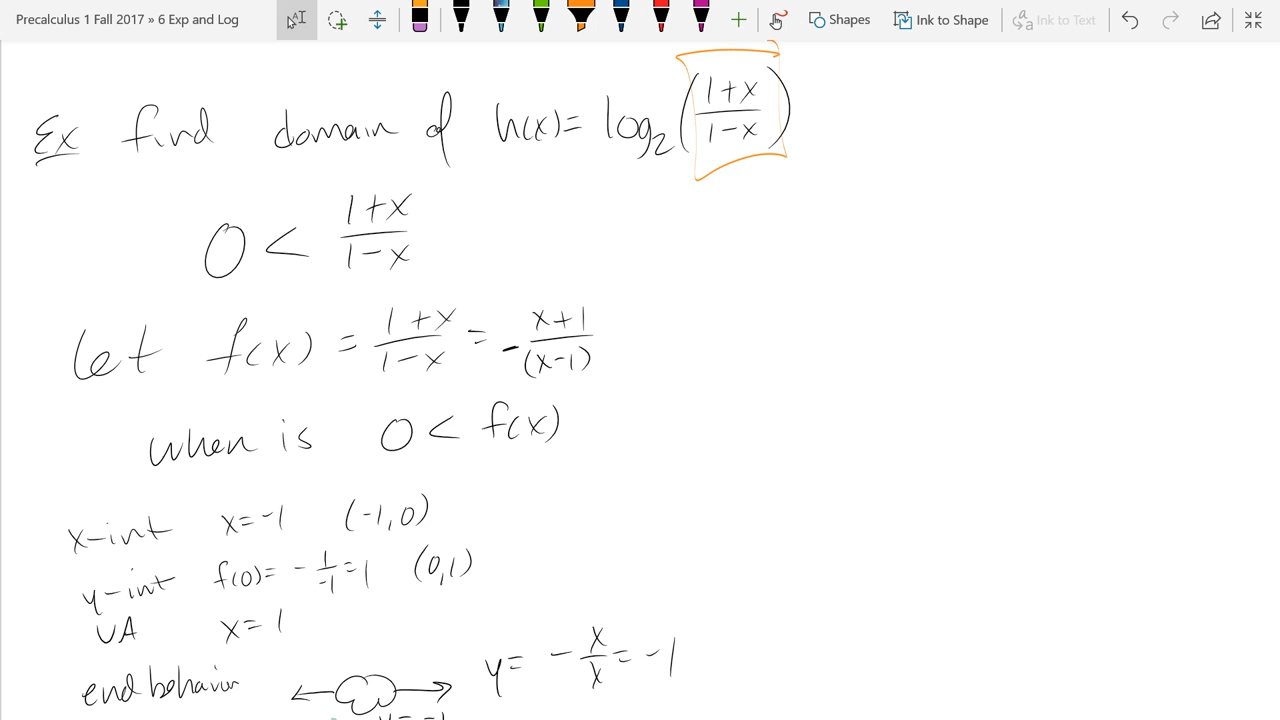 Precalculus 1 Fall 2017 » 6 Exp and Log Shapes Ink to Shape Ink to Text
Ex find domain of h(x) = log₂((1+x)/(1-x))
0 < (1+x)/(1-x)
Let f(x) = (1+x)/(1-x) = - (x+1)/(x-1)
when is 0 < f(x)
x-int x=-1 (-1,0)
y-int f(0)= - 1/-1 = 1 (0,1)
VA x=1
end behavior y= - x/x = -1
y=-1